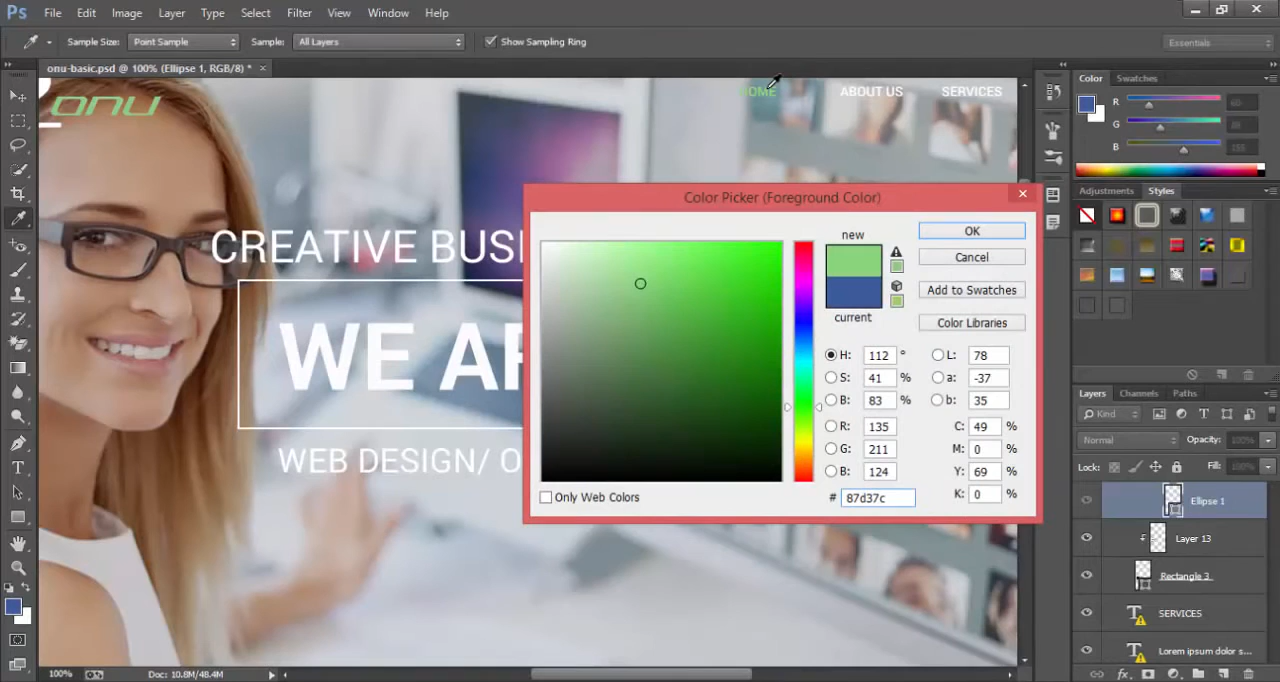 Ps File Edit Image Layer Type Select Filter View Window Help
Sample Size: Point Sample Sample: All Layers Show Sampling Ring Essentials
onu-basic.psd @ 100% (Ellipse 1, RGB/8) * ×
onu
HOME ABOUT US SERVICES
CREATIVE BUSI
WE AR
WEB DESIGN/ O
Color Picker (Foreground Color)
new
current
OK
Cancel
Add to Swatches
Color Libraries
H: 112 °
S: 41 %
B: 83 %
R: 135
G: 211
B: 124
L: 78
a: -37
b: 35
C: 49 %
M: 0 %
Y: 69 %
K: 0 %
# 87d37c
Only Web Colors
Color Swatches
R 60
G
B 155
Adjustments Styles
Layers Channels Paths
Kind
Normal Opacity: 100%
Lock: Fill: 100%
Ellipse 1
Layer 13
Rectangle 3
T SERVICES
T Lorem ipsum dolor s...
100% Doc: 10.8M/48.4M